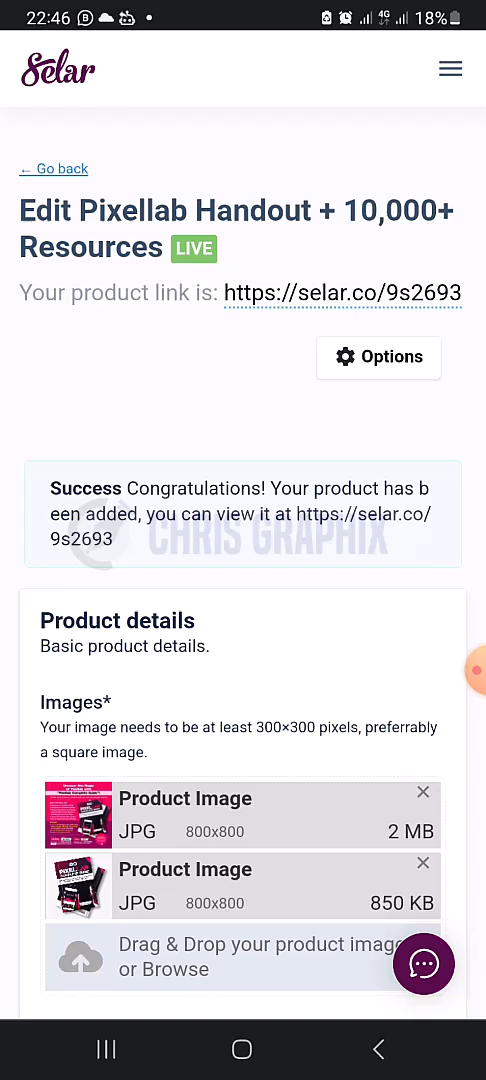 22:46
4G
18%
Selar
← Go back
Edit Pixellab Handout + 10,000+
Resources LIVE
Your product link is: https://selar.co/9s2693
Options
Success Congratulations! Your product has b
een added, you can view it at https://selar.co/
9s2693
CHRIS GRAPHIX
Product details
Basic product details.
Images*
Your image needs to be at least 300×300 pixels, preferrably
a square image.
Product Image
JPG 800x800 2 MB
Product Image
JPG 800x800 850 KB
Drag & Drop your product image
or Browse